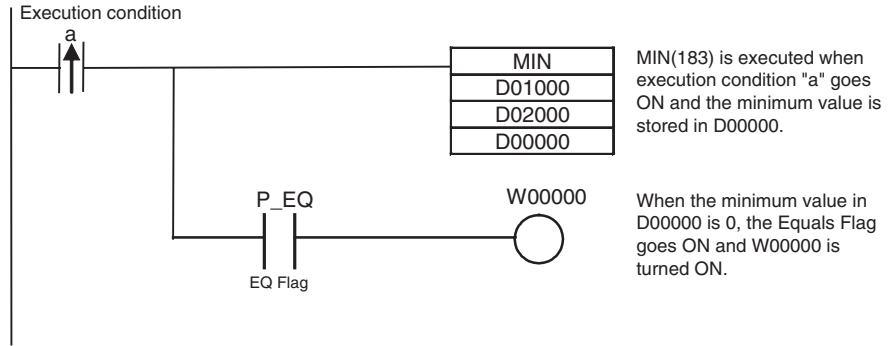 Execution condition
a
MIN
D01000
D02000
D00000
MIN(183) is executed when
execution condition "a" goes
ON and the minimum value is
stored in D00000.
P_EQ
EQ Flag
W00000
When the minimum value in
D00000 is 0, the Equals Flag
goes ON and W00000 is
turned ON.